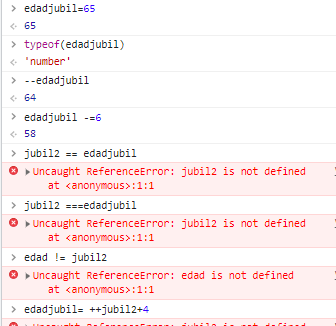 edadjubil=65
65
typeof(edadjubil)
'number'
--edadjubil
64
edadjubil -=6
58
jubil2 == edadjubil
Uncaught ReferenceError: jubil2 is not defined
at <anonymous>:1:1
jubil2 ===edadjubil
Uncaught ReferenceError: jubil2 is not defined
at <anonymous>:1:1
edad != jubil2
Uncaught ReferenceError: edad is not defined
at <anonymous>:1:1
edadjubil= ++jubil2+4